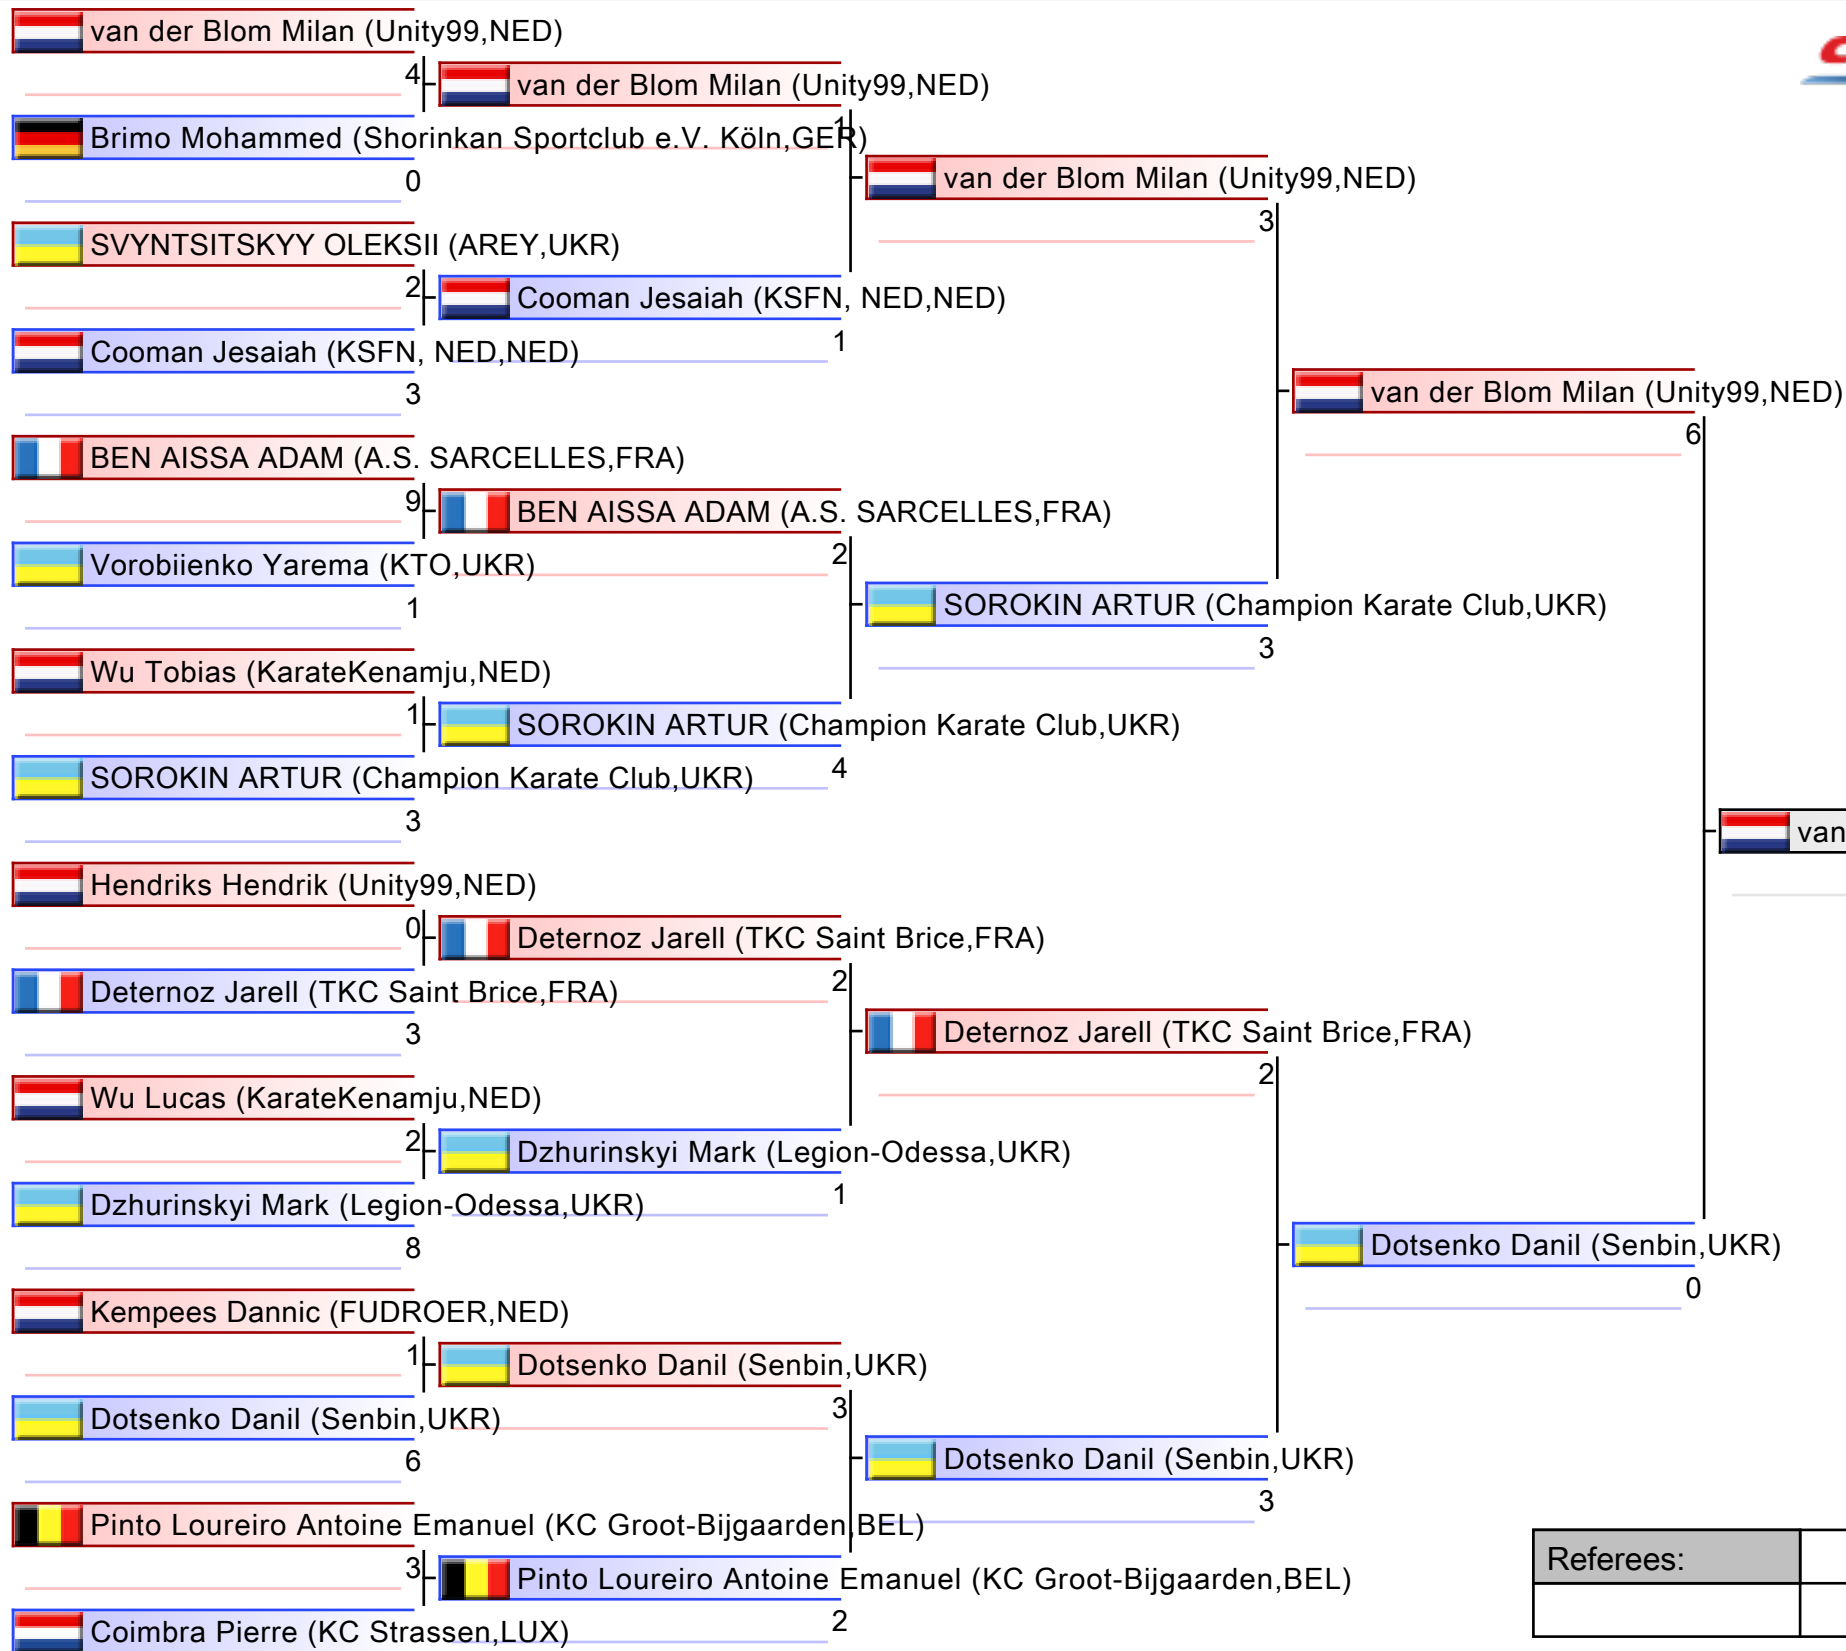 van der Blom Milan (Unity99,NED)
4
van der Blom Milan (Unity99,NED)
1
Brimo Mohammed (Shorinkan Sportclub e.V. Köln,GER)
0
van der Blom Milan (Unity99,NED)
3
SVYNTSITSKYY OLEKSII (AREY,UKR)
2
Cooman Jesaiah (KSFN, NED,NED)
1
Cooman Jesaiah (KSFN, NED,NED)
3
van der Blom Milan (Unity99,NED)
6
BEN AISSA ADAM (A.S. SARCELLES,FRA)
9
BEN AISSA ADAM (A.S. SARCELLES,FRA)
2
Vorobiienko Yarema (KTO,UKR)
1
SOROKIN ARTUR (Champion Karate Club,UKR)
3
Wu Tobias (KarateKenamju,NED)
1
SOROKIN ARTUR (Champion Karate Club,UKR)
4
SOROKIN ARTUR (Champion Karate Club,UKR)
3
van
Hendriks Hendrik (Unity99,NED)
0
Deternoz Jarell (TKC Saint Brice,FRA)
2
Deternoz Jarell (TKC Saint Brice,FRA)
3
Deternoz Jarell (TKC Saint Brice,FRA)
2
Wu Lucas (KarateKenamju,NED)
2
Dzhurinskyi Mark (Legion-Odessa,UKR)
1
Dzhurinskyi Mark (Legion-Odessa,UKR)
8
Dotsenko Danil (Senbin,UKR)
0
Kempees Dannic (FUDROER,NED)
1
Dotsenko Danil (Senbin,UKR)
3
Dotsenko Danil (Senbin,UKR)
6
Dotsenko Danil (Senbin,UKR)
3
Pinto Loureiro Antoine Emanuel (KC Groot-Bijgaarden,BEL)
3
Pinto Loureiro Antoine Emanuel (KC Groot-Bijgaarden,BEL)
2
Coimbra Pierre (KC Strassen,LUX)
Referees: